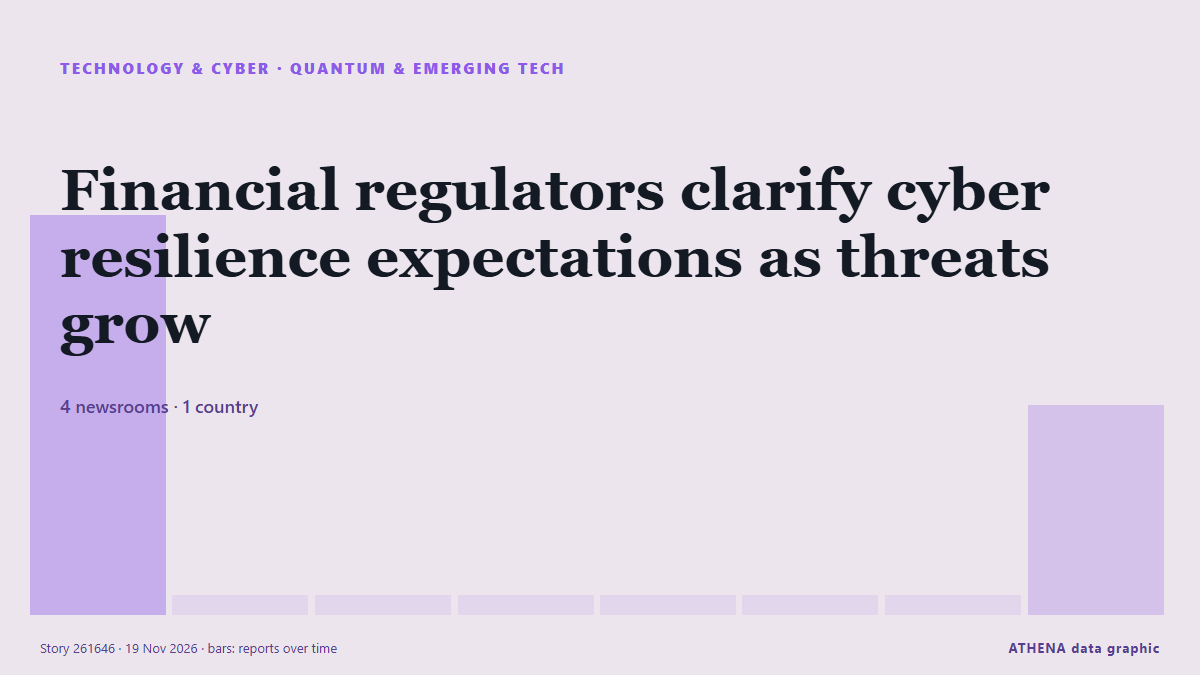 TECHNOLOGY & CYBER · QUANTUM & EMERGING TECH
Financial regulators clarify cyber
resilience expectations as threats
grow
4 newsrooms · 1 country
Story 261646 · 19 Nov 2026 · bars: reports over time
ATHENA data graphic